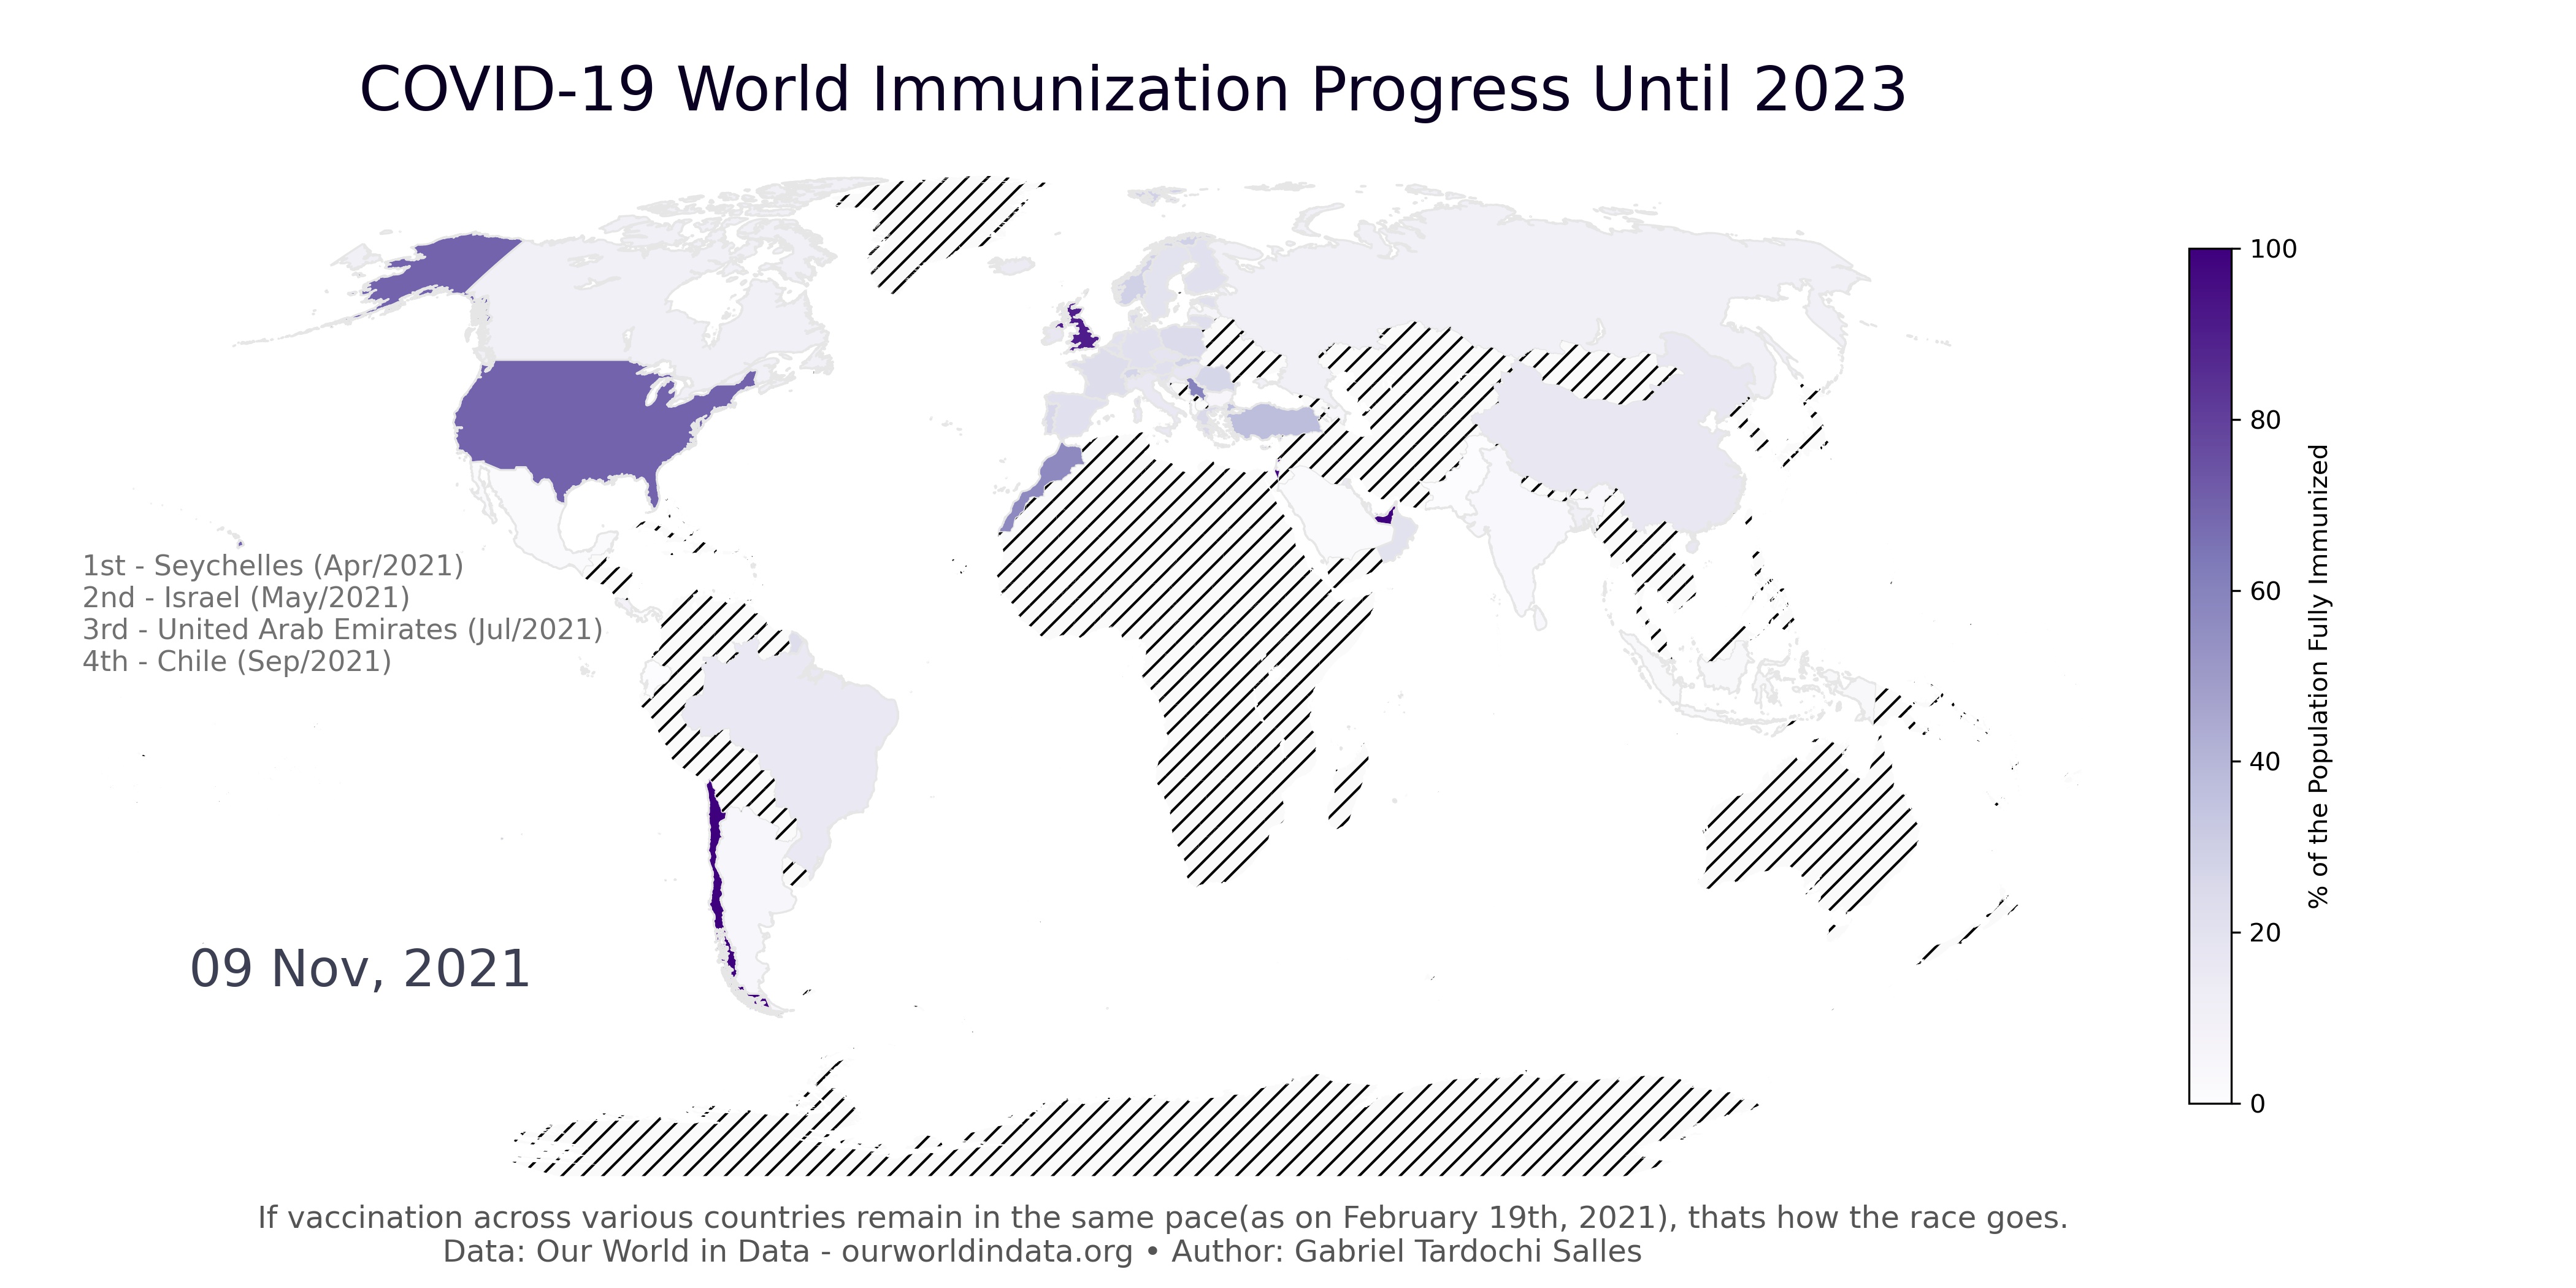 COVID-19 World Immunization Progress Until 2023
1st - Seychelles (Apr/2021)
2nd - Israel (May/2021)
3rd - United Arab Emirates (Jul/2021)
4th - Chile (Sep/2021)
09 Nov, 2021
100
80
60
40
20
0
% of the Population Fully Immunized
If vaccination across various countries remain in the same pace(as on February 19th, 2021), thats how the race goes.
Data: Our World in Data - ourworldindata.org • Author: Gabriel Tardochi Salles